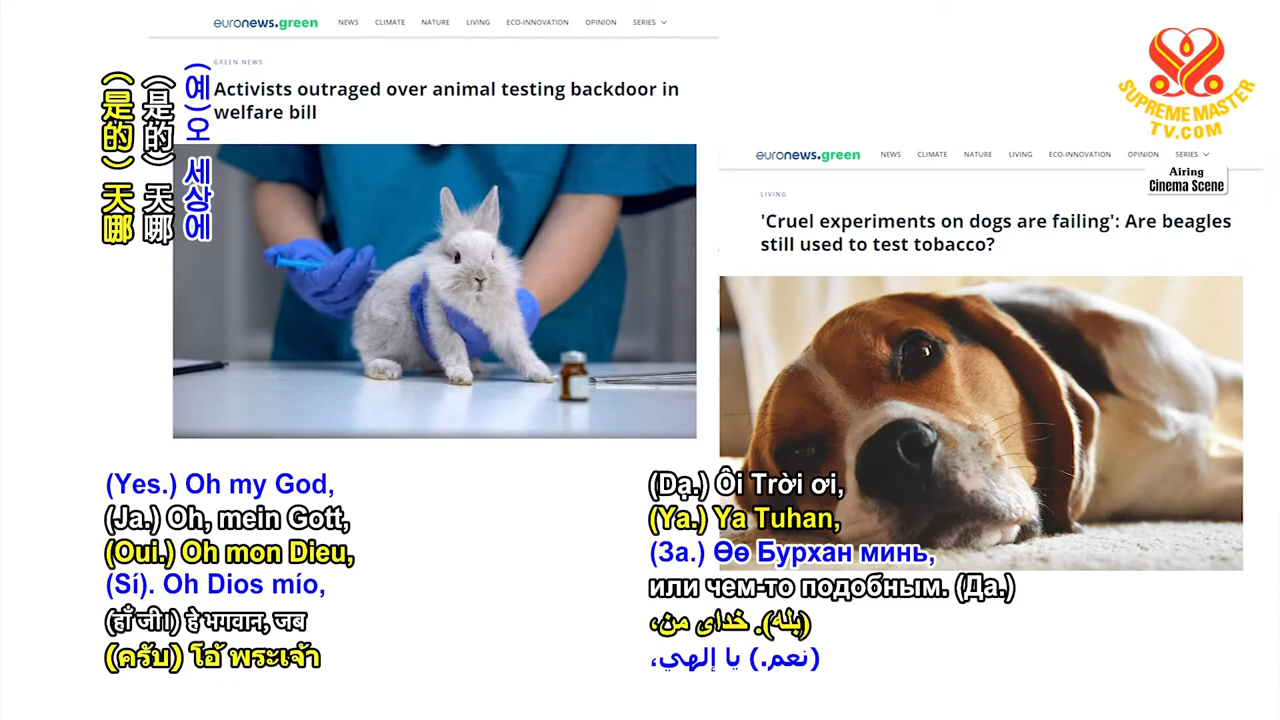 euronews.green NEWS CLIMATE NATURE LIVING ECO-INNOVATION OPINION SERIES
GREEN NEWS
Activists outraged over animal testing backdoor in
welfare bill
SUPREME MASTER
TV.COM
euronews.green NEWS CLIMATE NATURE LIVING ECO-INNOVATION OPINION SERIES
Airing
Cinema Scene
LIVING
'Cruel experiments on dogs are failing': Are beagles
still used to test tobacco?
(예) 오 세상에
(是的) 天哪
(是的) 天哪
(Yes.) Oh my God,
(Ja.) Oh, mein Gott,
(Oui.) Oh mon Dieu,
(Sí). Oh Dios mío,
(हाँ जी।) हे भगवान, जब
(ครับ) โอ้ พระเจ้า
(Dạ.) Ôi Trời ơi,
(Ya.) Ya Tuhan,
(За.) Өө Бурхан минь,
или чем-то подобным. (Да.)
(بله). خدای من،
(نعم.) يا إلهي،